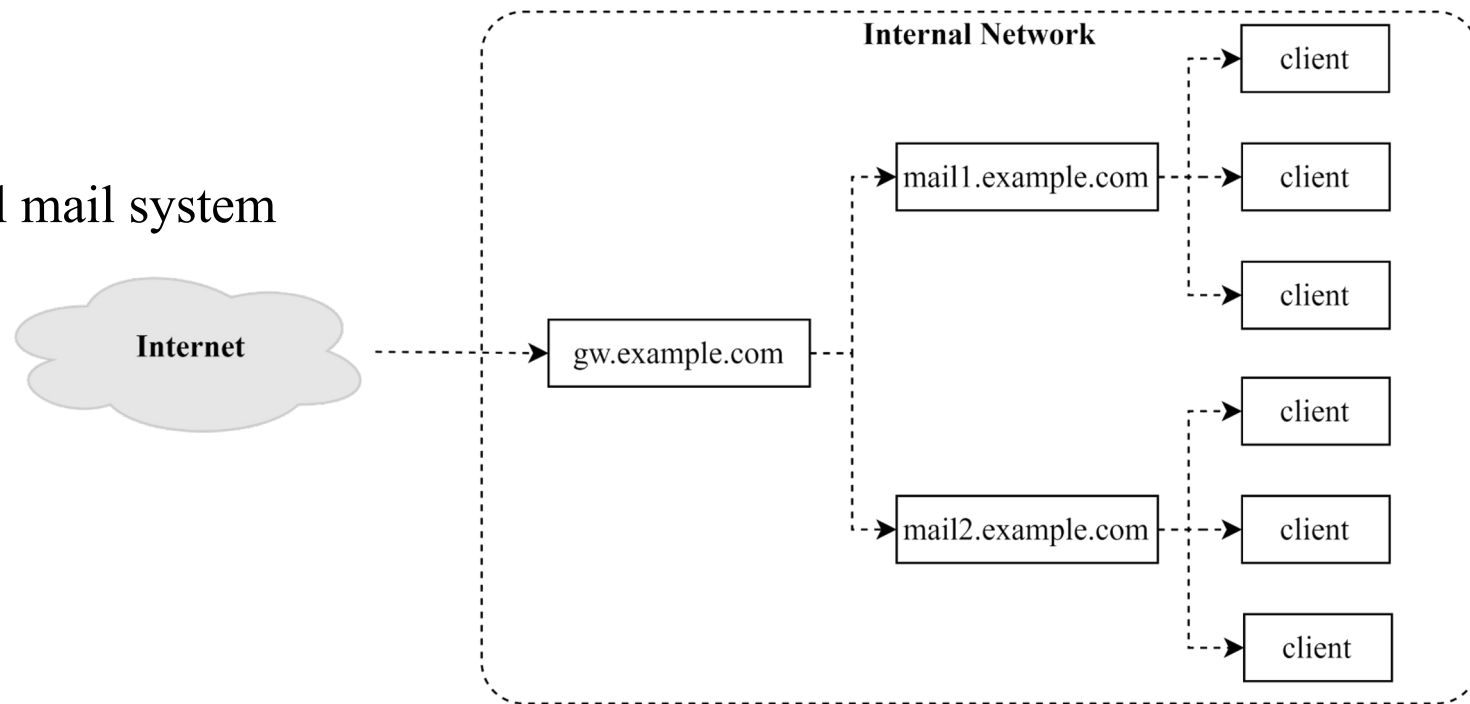 Internal Network
client
mail1.example.com
client
mail system
client
Internet
gw.example.com
client
mail2.example.com
client
client